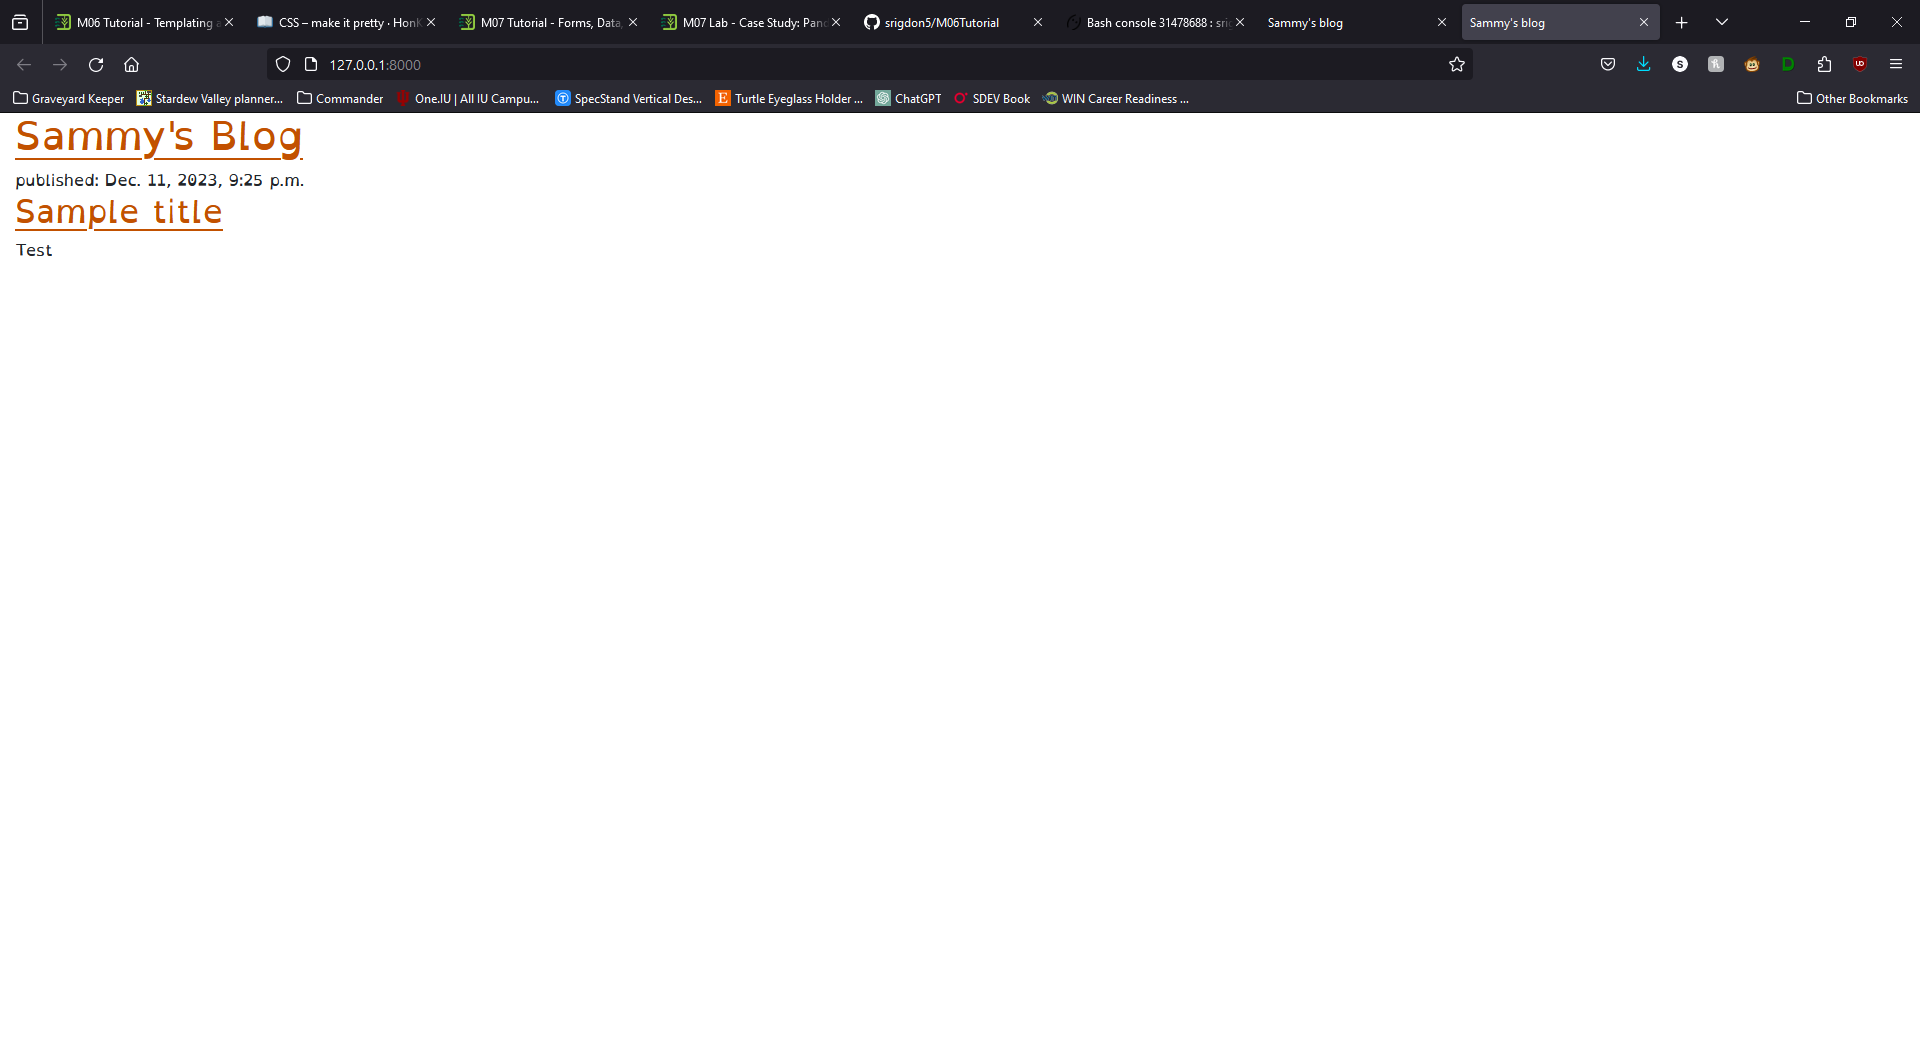 M06 Tutorial - Templating a
CSS – make it pretty · HonK
M07 Tutorial - Forms, Data,
M07 Lab - Case Study: Pand
srigdon5/M06Tutorial
Bash console 31478688 : srig
Sammy's blog
Sammy's blog
127.0.0.1:8000
Graveyard Keeper
Stardew Valley planner...
Commander
One.IU | All IU Campu...
SpecStand Vertical Des...
Turtle Eyeglass Holder ...
ChatGPT
SDEV Book
WIN Career Readiness ...
Other Bookmarks
Sammy's Blog
published: Dec. 11, 2023, 9:25 p.m.
Sample title
Test